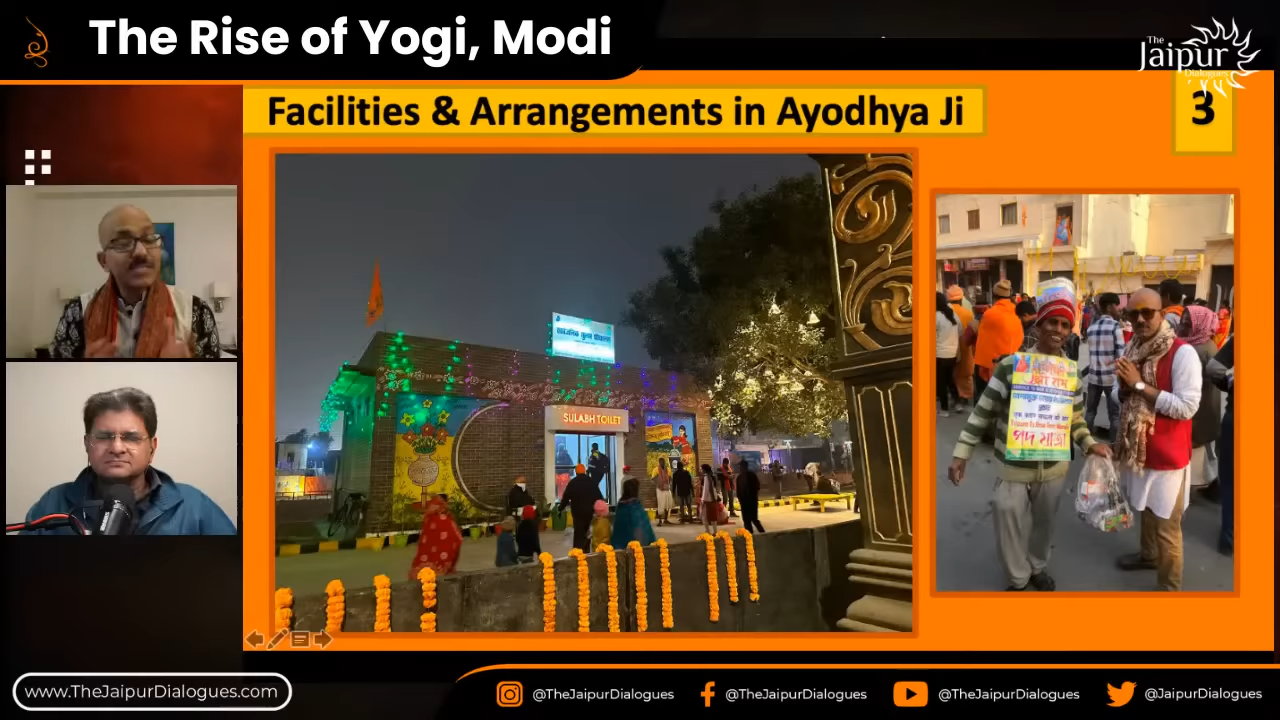 The Rise of Yogi, Modi
The
Jaipur
Dialogues
Facilities & Arrangements in Ayodhya Ji
3
SULABH TOILET
पद यात्रा
www.TheJaipurDialogues.com
@TheJaipurDialogues
@TheJaipurDialogues
@TheJaipurDialogues
@JaipurDialogues